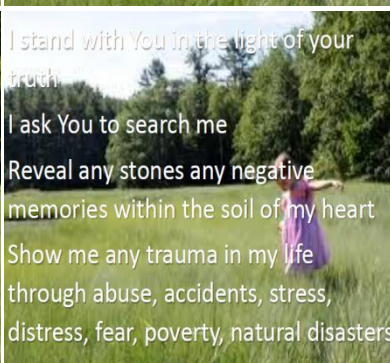 I stand with You in the light of your
truth
I ask You to search me
Reveal any stones any negative
memories within the soil of my heart
Show me any trauma in my life
through abuse, accidents, stress,
distress, fear, poverty, natural disasters